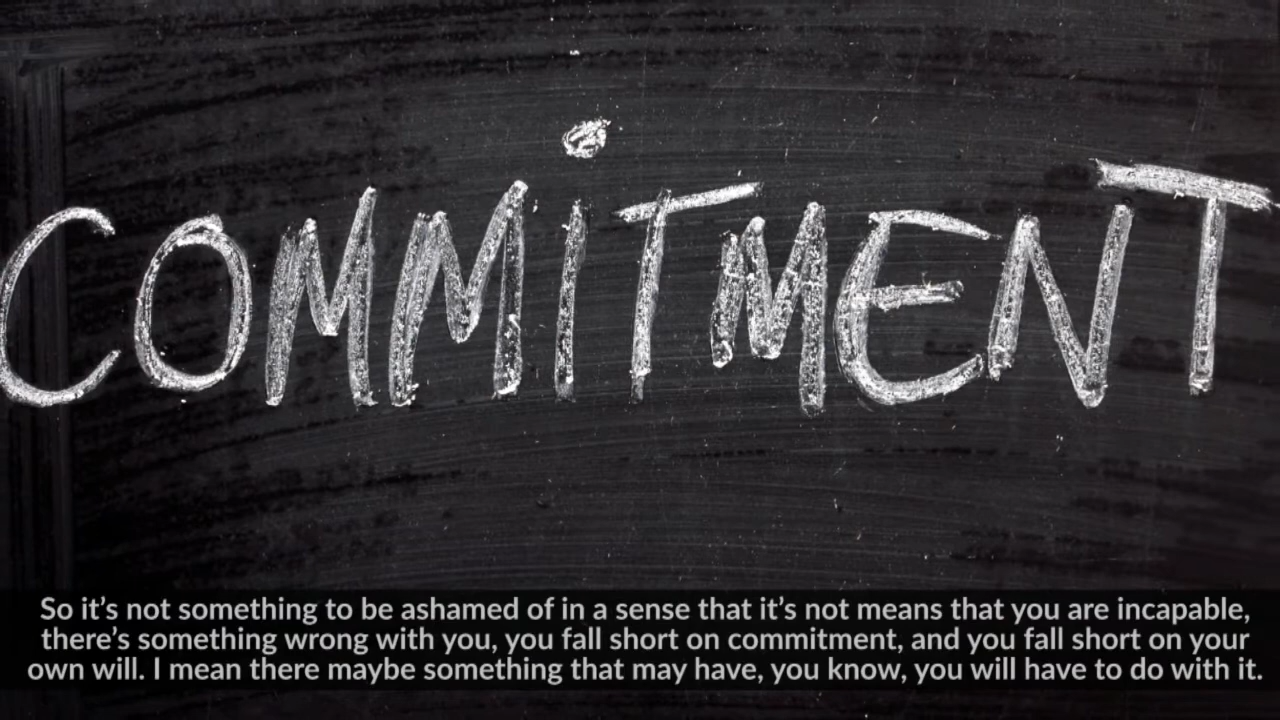 COMMiTMENT
So it's not something to be ashamed of in a sense that it's not means that you are incapable,
there's something wrong with you, you fall short on commitment, and you fall short on your
own will. I mean there maybe something that may have, you know, you will have to do with it.